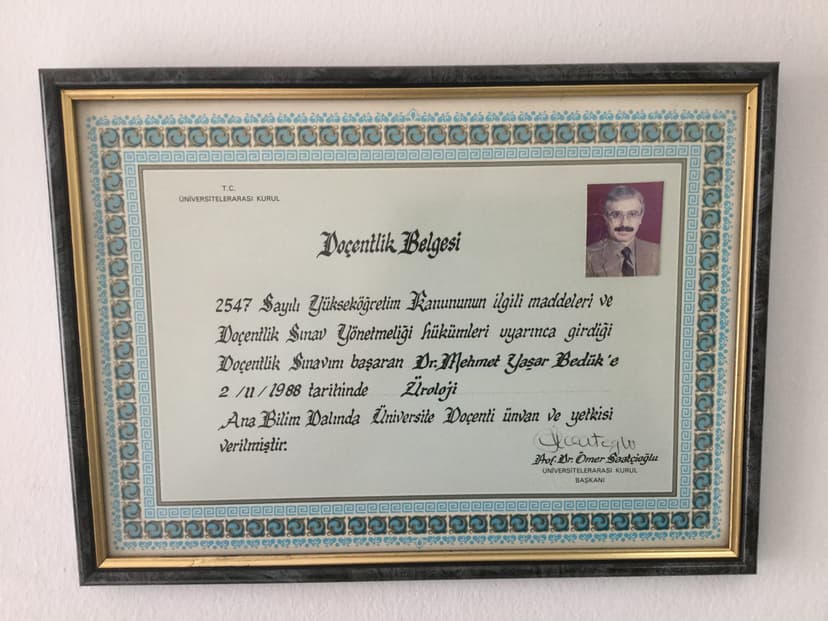 T.C.
ÜNİVERSİTELERARASI KURUL
Doçentlik Belgesi
2547 Sayılı Yükseköğretim Kanununun ilgili maddeleri ve
Doçentlik Sınav Yönetmeliği hükümleri uyarınca girdiği
Doçentlik Sınavını başaran Dr. Mehmet Yaşar Bedük'e
2 /11/1988 tarihinde Üroloji
Ana Bilim Dalında Üniversite Doçenti ünvan ve yetkisi
verilmiştir.
Prof. Dr. Ömer Saatçioğlu
ÜNİVERSİTELERARASI KURUL
BAŞKANI